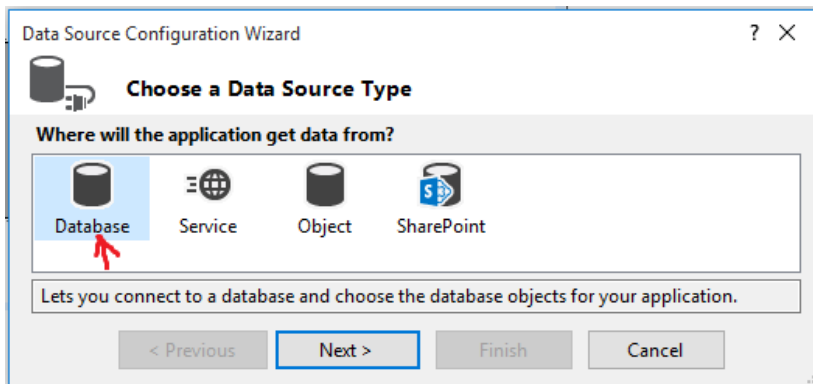 Data Source Configuration Wizard ? X
Choose a Data Source Type
Where will the application get data from?
Database Service Object SharePoint
Lets you connect to a database and choose the database objects for your application.
< Previous Next > Finish Cancel